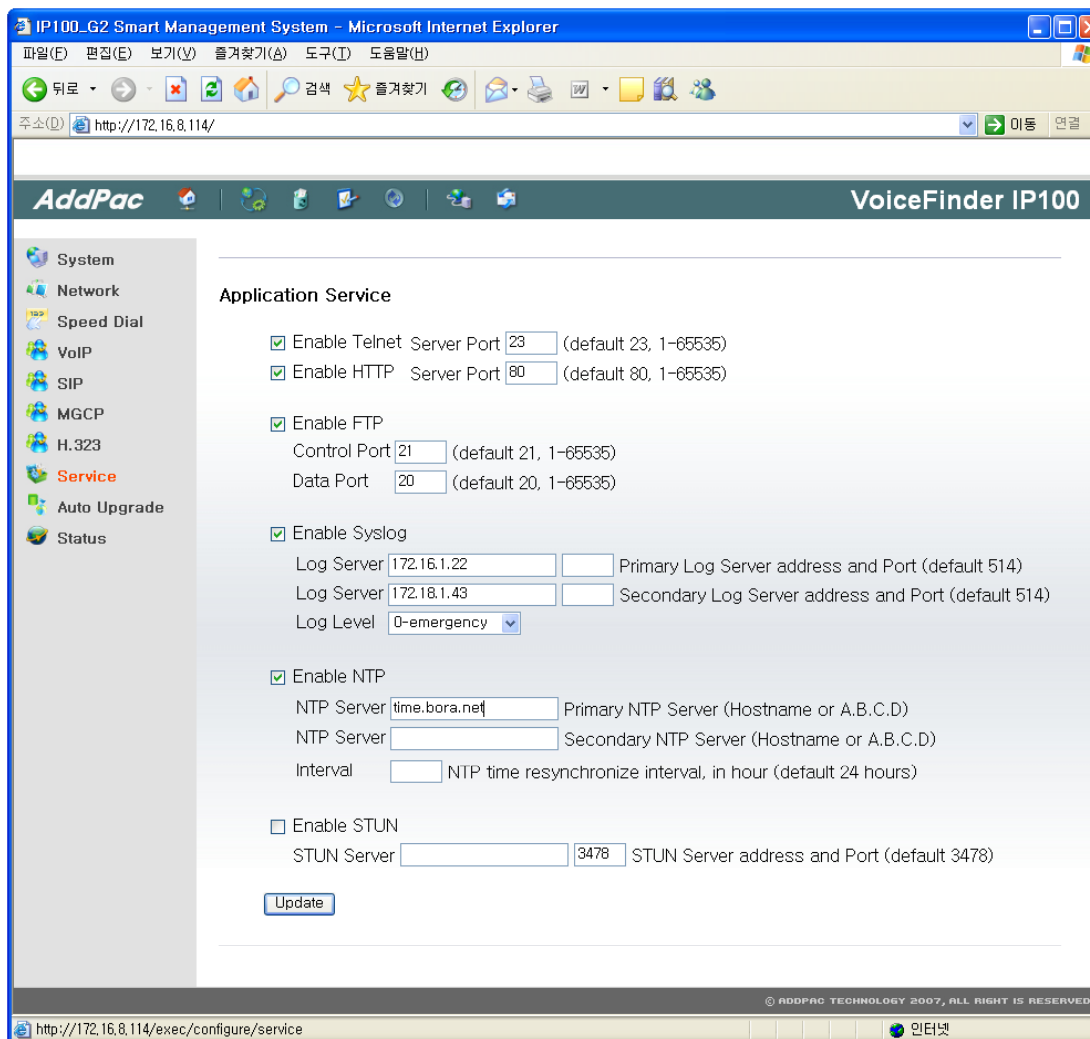 IP100_G2 Smart Management System - Microsoft Internet Explorer
파일(F) 편집(E) 보기(V) 즐겨찾기(A) 도구(T) 도움말(H)
뒤로 검색 즐겨찾기
주소(D) http://172.16.8.114/ 이동 연결
AddPac VoiceFinder IP100
System
Network
Speed Dial
VoIP
SIP
MGCP
H.323
Service
Auto Upgrade
Status
Application Service
Enable Telnet Server Port 23 (default 23, 1-65535)
Enable HTTP Server Port 80 (default 80, 1-65535)
Enable FTP
Control Port 21 (default 21, 1-65535)
Data Port 20 (default 20, 1-65535)
Enable Syslog
Log Server 172.16.1.22 Primary Log Server address and Port (default 514)
Log Server 172.18.1.43 Secondary Log Server address and Port (default 514)
Log Level 0-emergency
Enable NTP
NTP Server time.bora.net Primary NTP Server (Hostname or A.B.C.D)
NTP Server Secondary NTP Server (Hostname or A.B.C.D)
Interval NTP time resynchronize interval, in hour (default 24 hours)
Enable STUN
STUN Server 3478 STUN Server address and Port (default 3478)
Update
© ADDPAC TECHNOLOGY 2007, ALL RIGHT IS RESERVED
http://172.16.8.114/exec/configure/service 인터넷